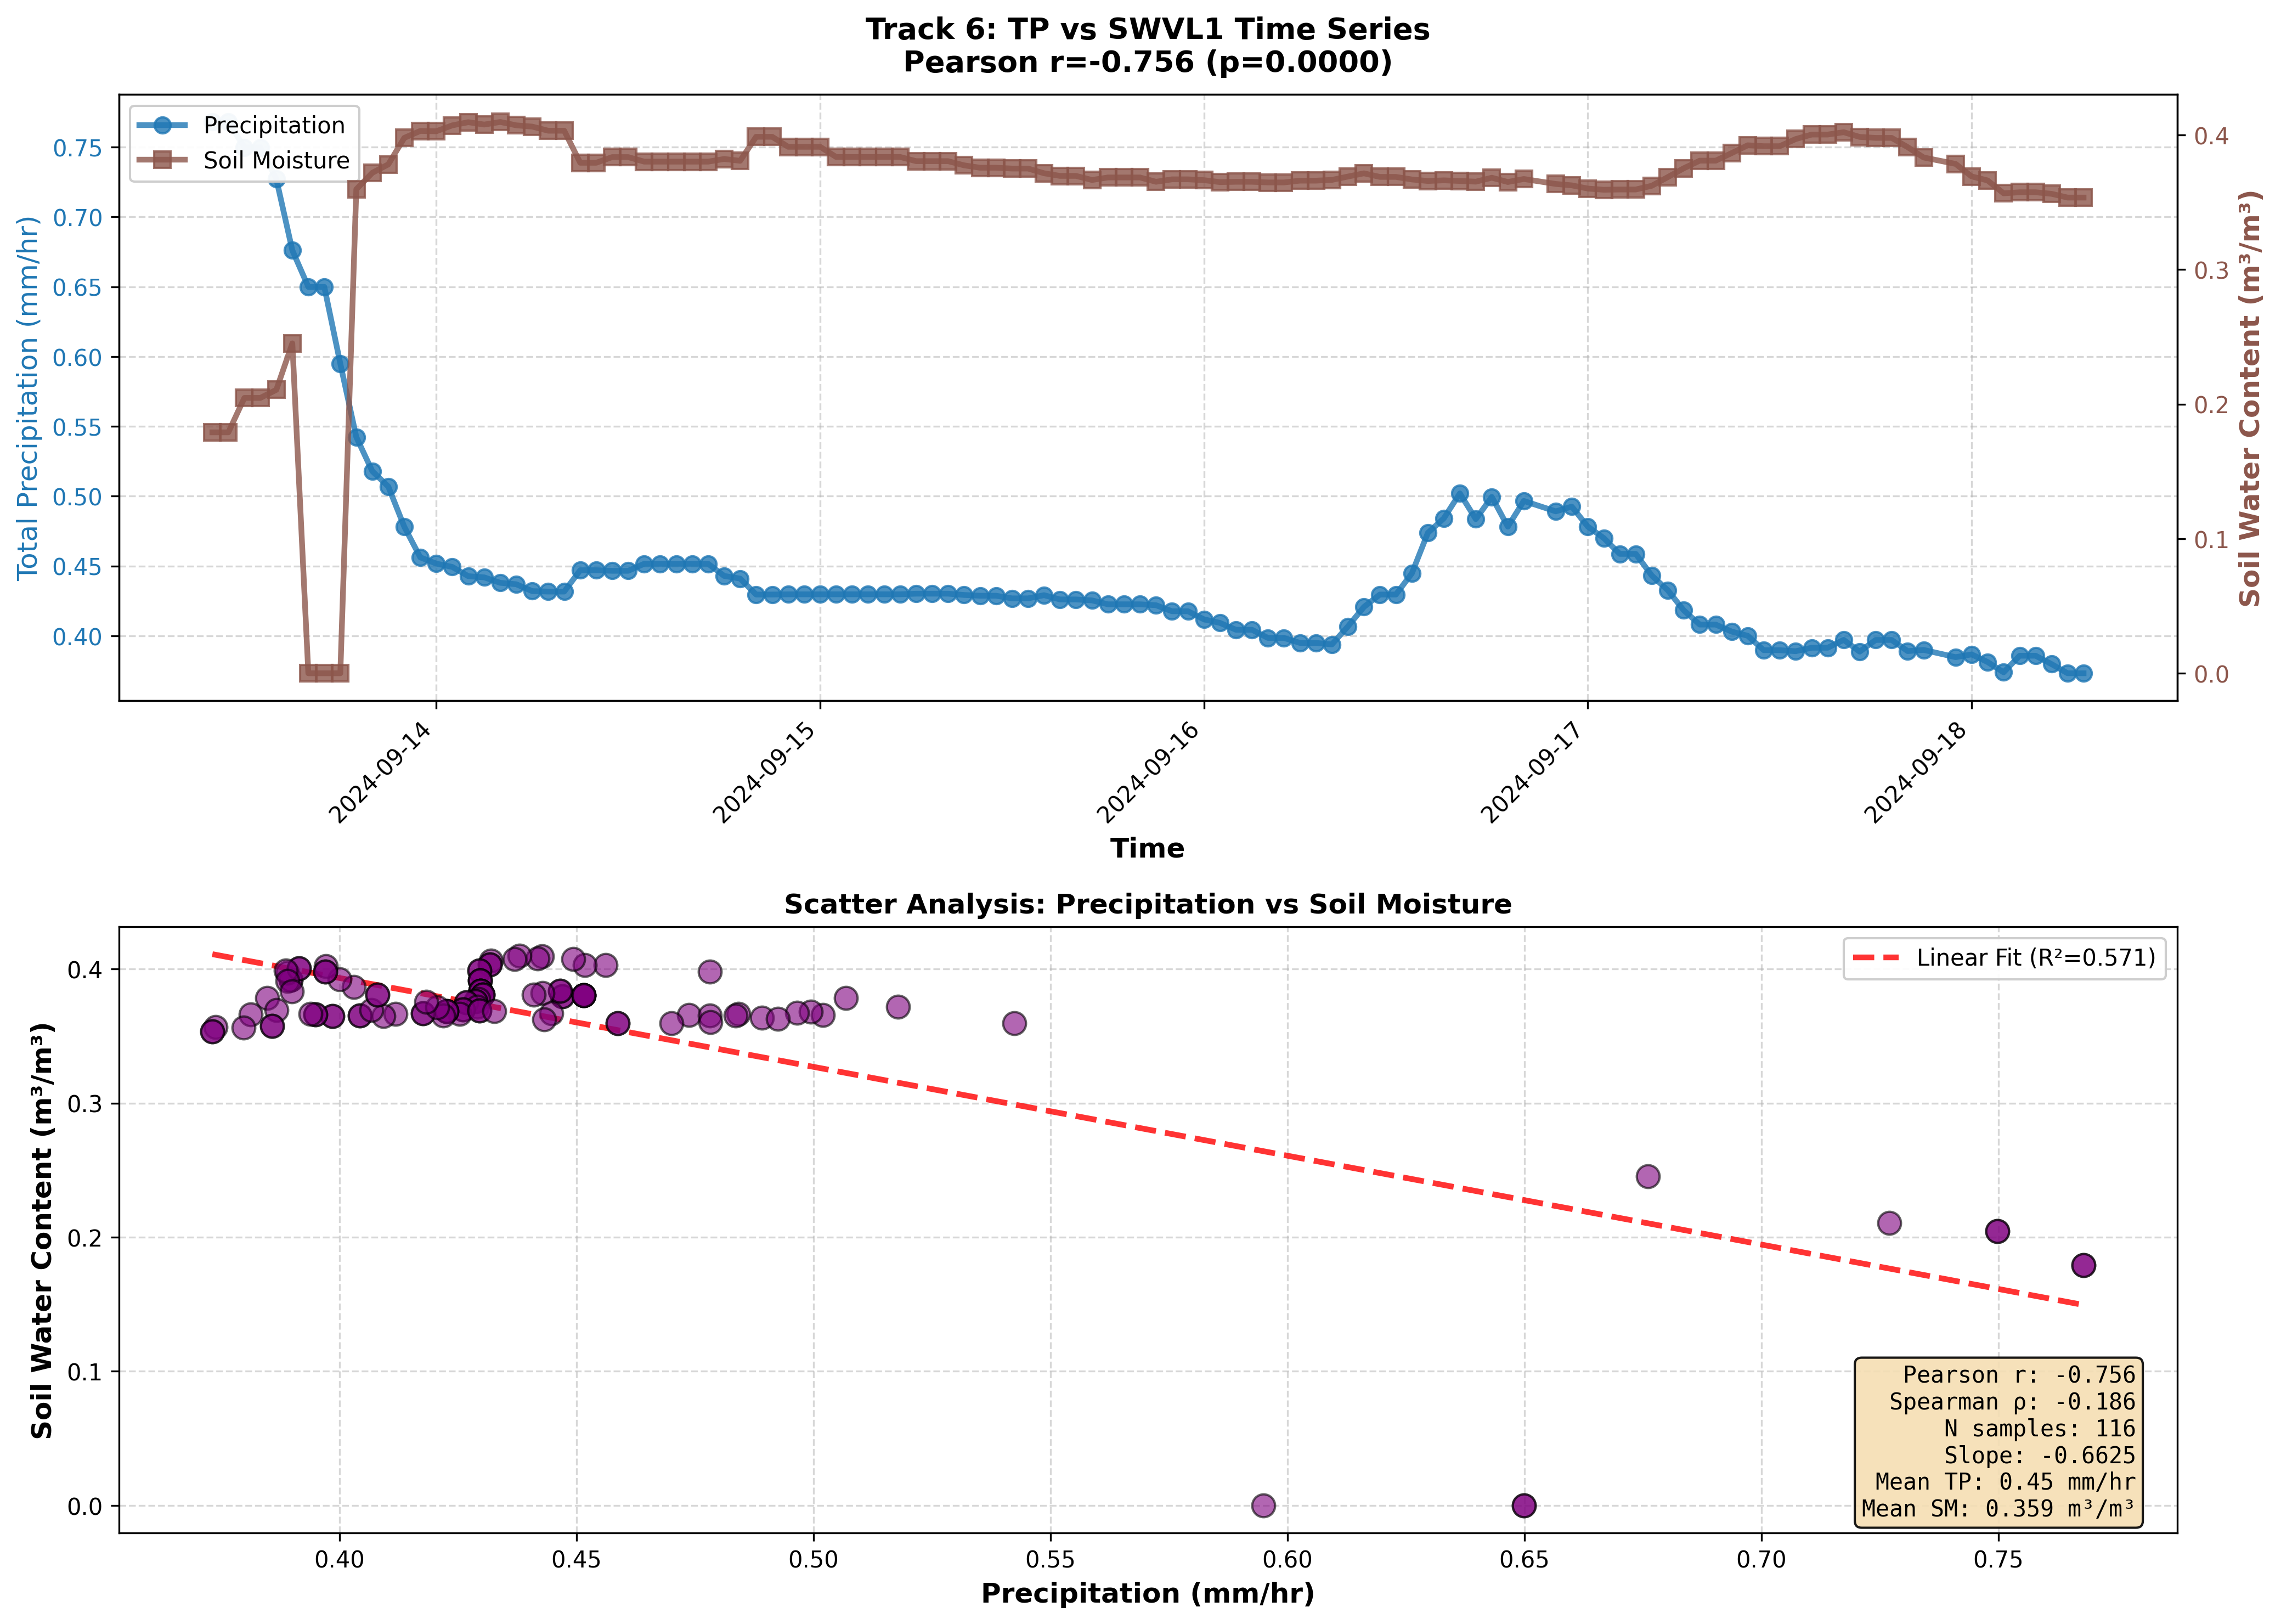 Track 6: TP vs SWVL1 Time Series
Pearson r=-0.756 (p=0.0000)
Precipitation
Soil Moisture
Total Precipitation (mm/hr)
0.75
0.70
0.65
0.60
0.55
0.50
0.45
0.40
Soil Water Content (m³/m³)
0.4
0.3
0.2
0.1
0.0
2024-09-14
2024-09-15
2024-09-16
2024-09-17
2024-09-18
Time
Scatter Analysis: Precipitation vs Soil Moisture
Linear Fit (R²=0.571)
Soil Water Content (m³/m³)
0.4
0.3
0.2
0.1
0.0
Pearson r: -0.756
Spearman ρ: -0.186
N samples: 116
Slope: -0.6625
Mean TP: 0.45 mm/hr
Mean SM: 0.359 m³/m³
0.40
0.45
0.50
0.55
0.60
0.65
0.70
0.75
Precipitation (mm/hr)